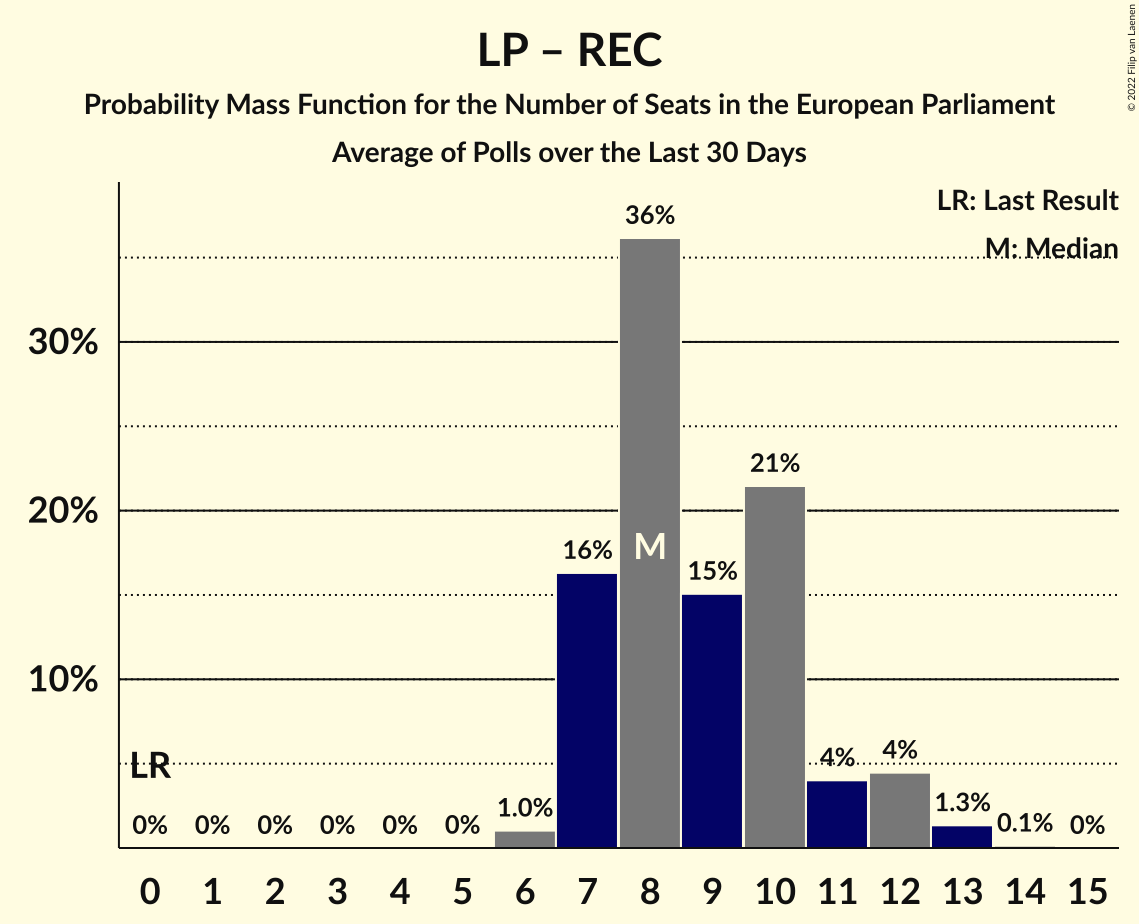 LP – REC
Probability Mass Function for the Number of Seats in the European Parliament
Average of Polls over the Last 30 Days
© 2022 Filip van Laenen
LR: Last Result
M: Median
30%
20%
10%
36%
21%
16%
15%
M
4%
4%
1.0%
1.3%
0.1%
LR
0%
0%
0%
0%
0%
0%
0%
0 1 2 3 4 5 6 7 8 9 10 11 12 13 14 15